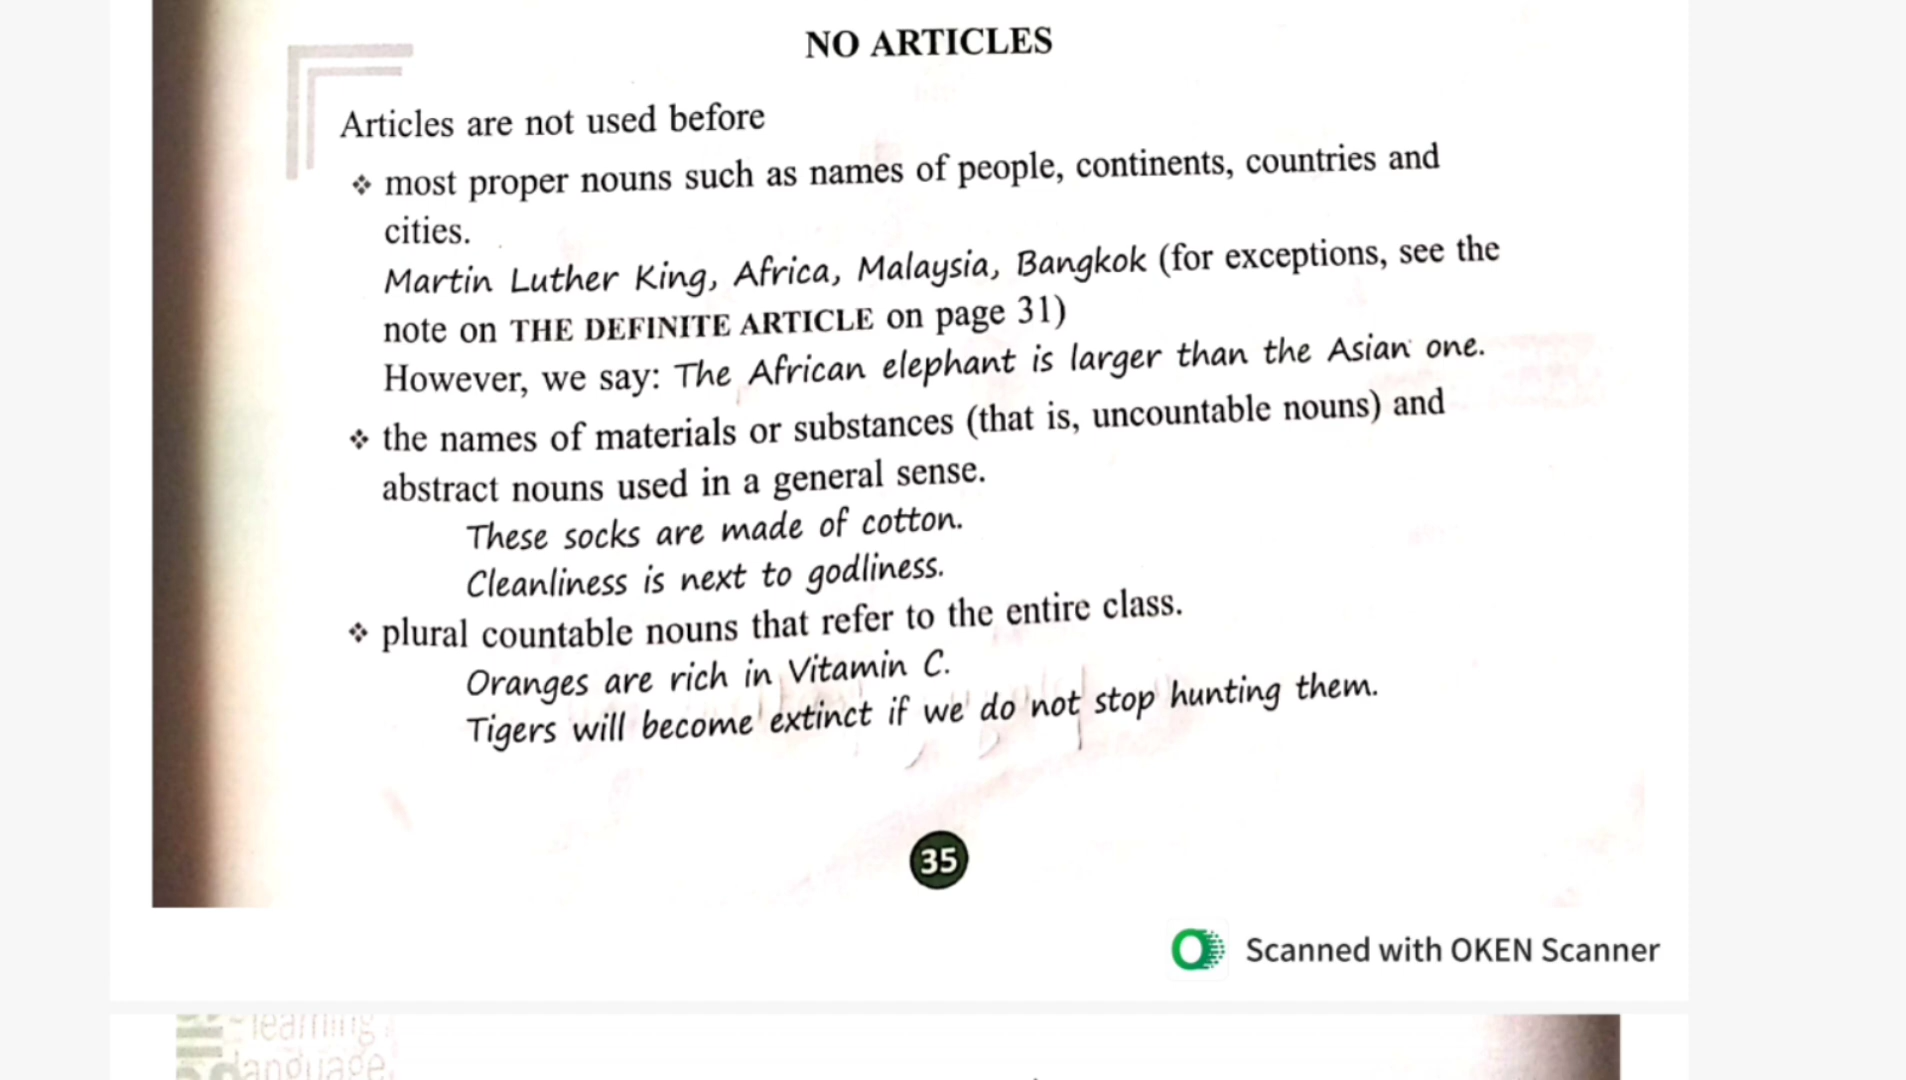 NO ARTICLES
Articles are not used before
❖ most proper nouns such as names of people, continents, countries and
cities.
Martin Luther King, Africa, Malaysia, Bangkok (for exceptions, see the
note on THE DEFINITE ARTICLE on page 31)
However, we say: The African elephant is larger than the Asian one.
❖ the names of materials or substances (that is, uncountable nouns) and
abstract nouns used in a general sense.
These socks are made of cotton.
Cleanliness is next to godliness.
❖ plural countable nouns that refer to the entire class.
Oranges are rich in Vitamin C.
Tigers will become extinct if we do not stop hunting them.
35
Scanned with OKEN Scanner
learning
language